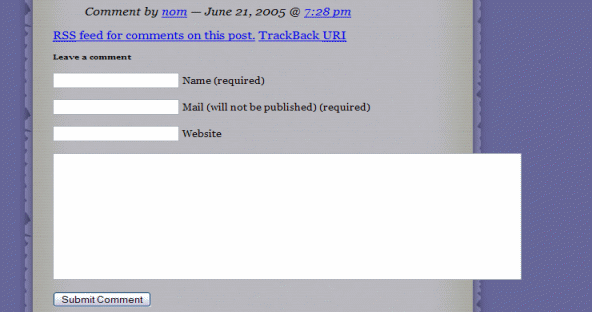 Comment by nom — June 21, 2005 @ 7:28 pm
RSS feed for comments on this post. TrackBack URI
Leave a comment
Name (required)
Mail (will not be published) (required)
Website
Submit Comment